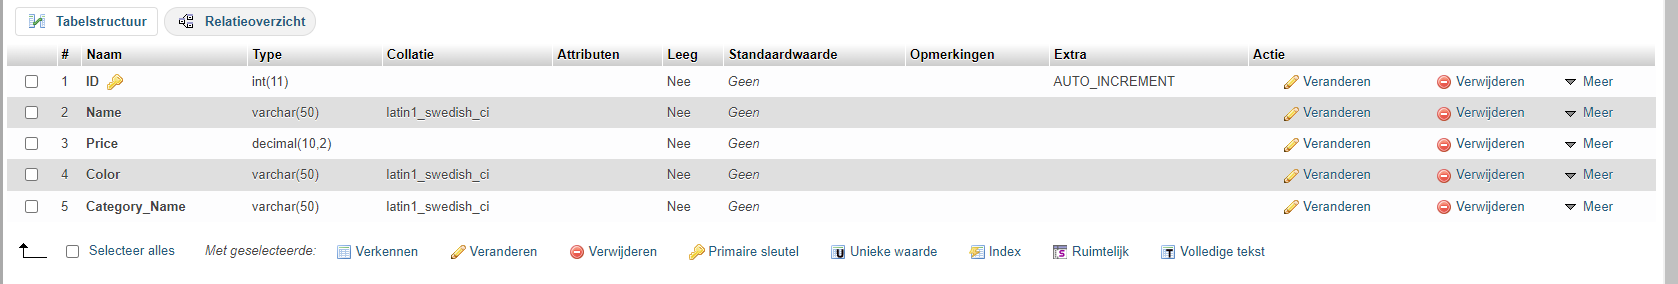 Tabelstructuur Relatieoverzicht
# Naam Type Collatie Attributen Leeg Standaardwaarde Opmerkingen Extra Actie
1 ID int(11) Nee Geen AUTO_INCREMENT Veranderen Verwijderen Meer
2 Name varchar(50) latin1_swedish_ci Nee Geen Veranderen Verwijderen Meer
3 Price decimal(10,2) Nee Geen Veranderen Verwijderen Meer
4 Color varchar(50) latin1_swedish_ci Nee Geen Veranderen Verwijderen Meer
5 Category_Name varchar(50) latin1_swedish_ci Nee Geen Veranderen Verwijderen Meer
Selecteer alles Met geselecteerde: Verkennen Veranderen Verwijderen Primaire sleutel U Unieke waarde Index S Ruimtelijk T Volledige tekst